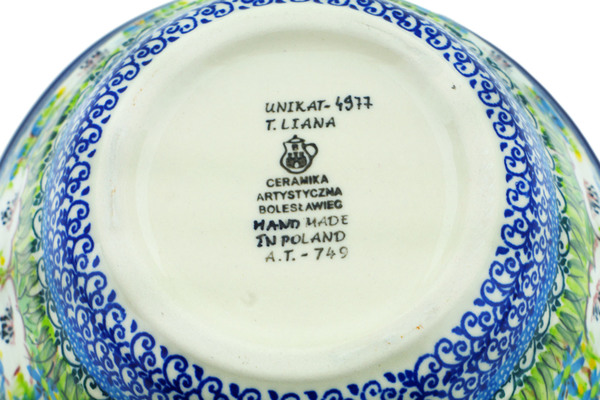 UNIKAT-4977
T. LIANA
CERAMIKA
ARTYSTYCZNA
BOLESŁAWIEC
HAND MADE
IN POLAND
A.T. - 749